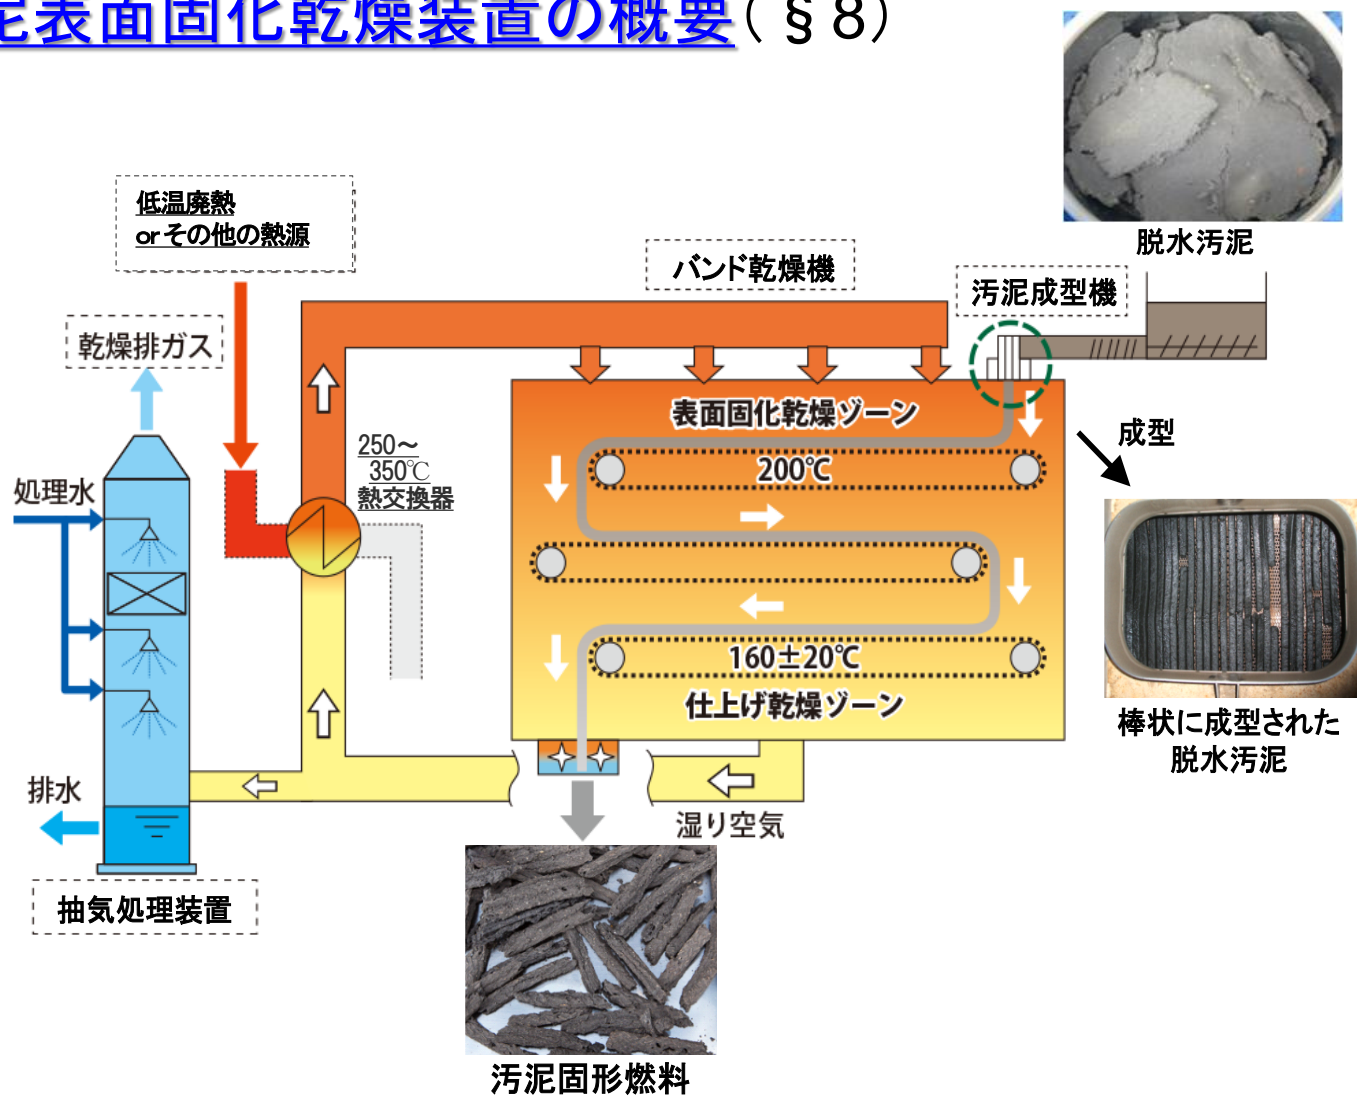 泥表面固化乾燥装置の概要(§8)
脱水汚泥
低温廃熱
orその他の熱源
バンド乾燥機
汚泥成型機
乾燥排ガス
表面固化乾燥ゾーン
成型
250～
350℃
熱交換器
200℃
処理水
160±20℃
仕上げ乾燥ゾーン
棒状に成型された
脱水汚泥
排水
湿り空気
抽気処理装置
汚泥固形燃料